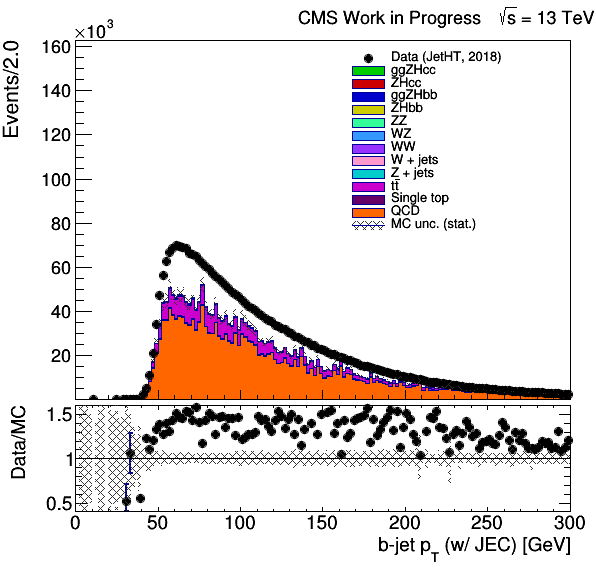 CMS Work in Progress √s = 13 TeV
×10³
Events/2.0
160
140
120
100
80
60
40
20
Data (JetHT, 2018)
ggZHcc
ZHcc
ggZHbb
ZHbb
ZZ
WZ
WW
W + jets
Z + jets
tt̄
Single top
QCD
MC unc. (stat.)
Data/MC
1.5
1
0.5
0 50 100 150 200 250 300
b-jet p_T (w/ JEC) [GeV]